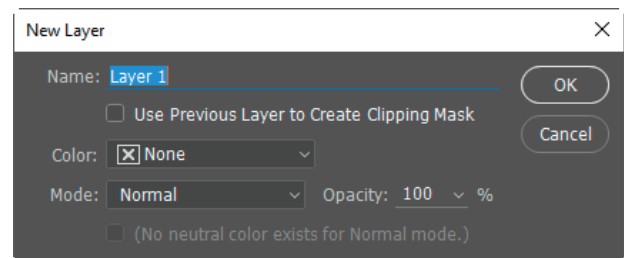 New Layer
Name: Layer 1
OK
Use Previous Layer to Create Clipping Mask
Cancel
Color: None
Mode: Normal Opacity: 100 %
(No neutral color exists for Normal mode.)